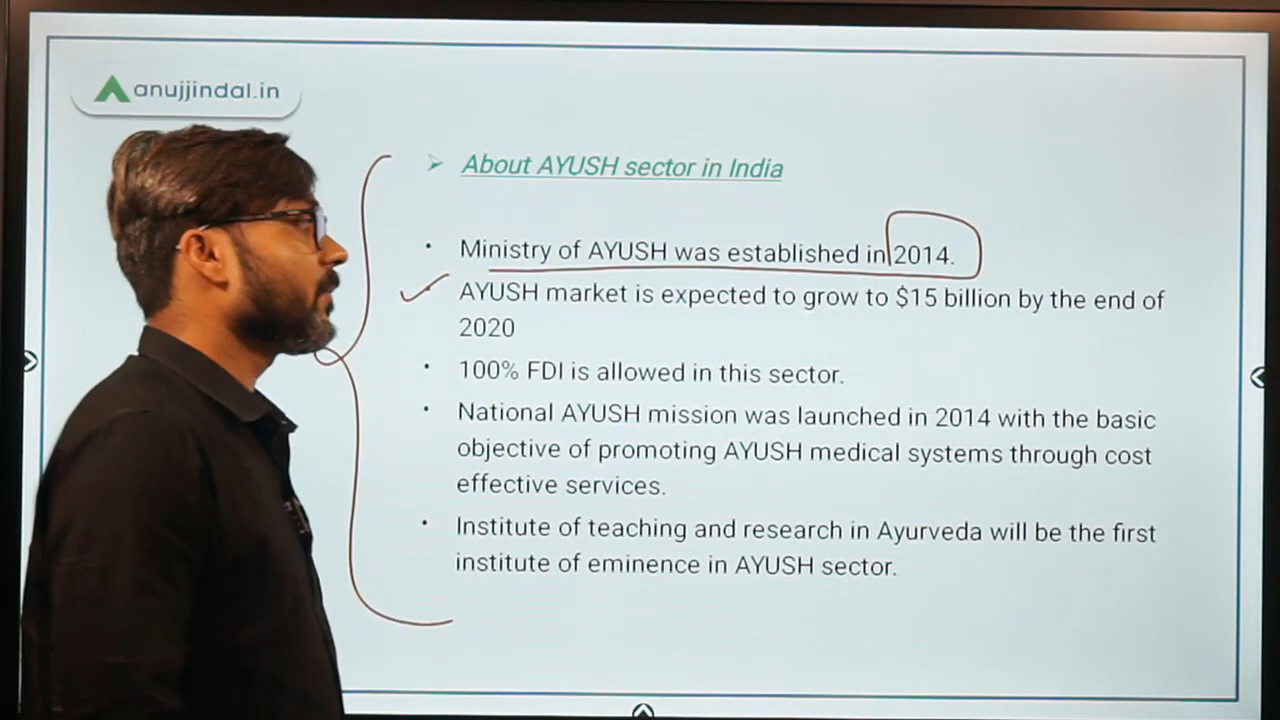 anujjindal.in
About AYUSH sector in India
Ministry of AYUSH was established in 2014.
AYUSH market is expected to grow to $15 billion by the end of
2020
100% FDI is allowed in this sector.
National AYUSH mission was launched in 2014 with the basic
objective of promoting AYUSH medical systems through cost
effective services.
Institute of teaching and research in Ayurveda will be the first
institute of eminence in AYUSH sector.